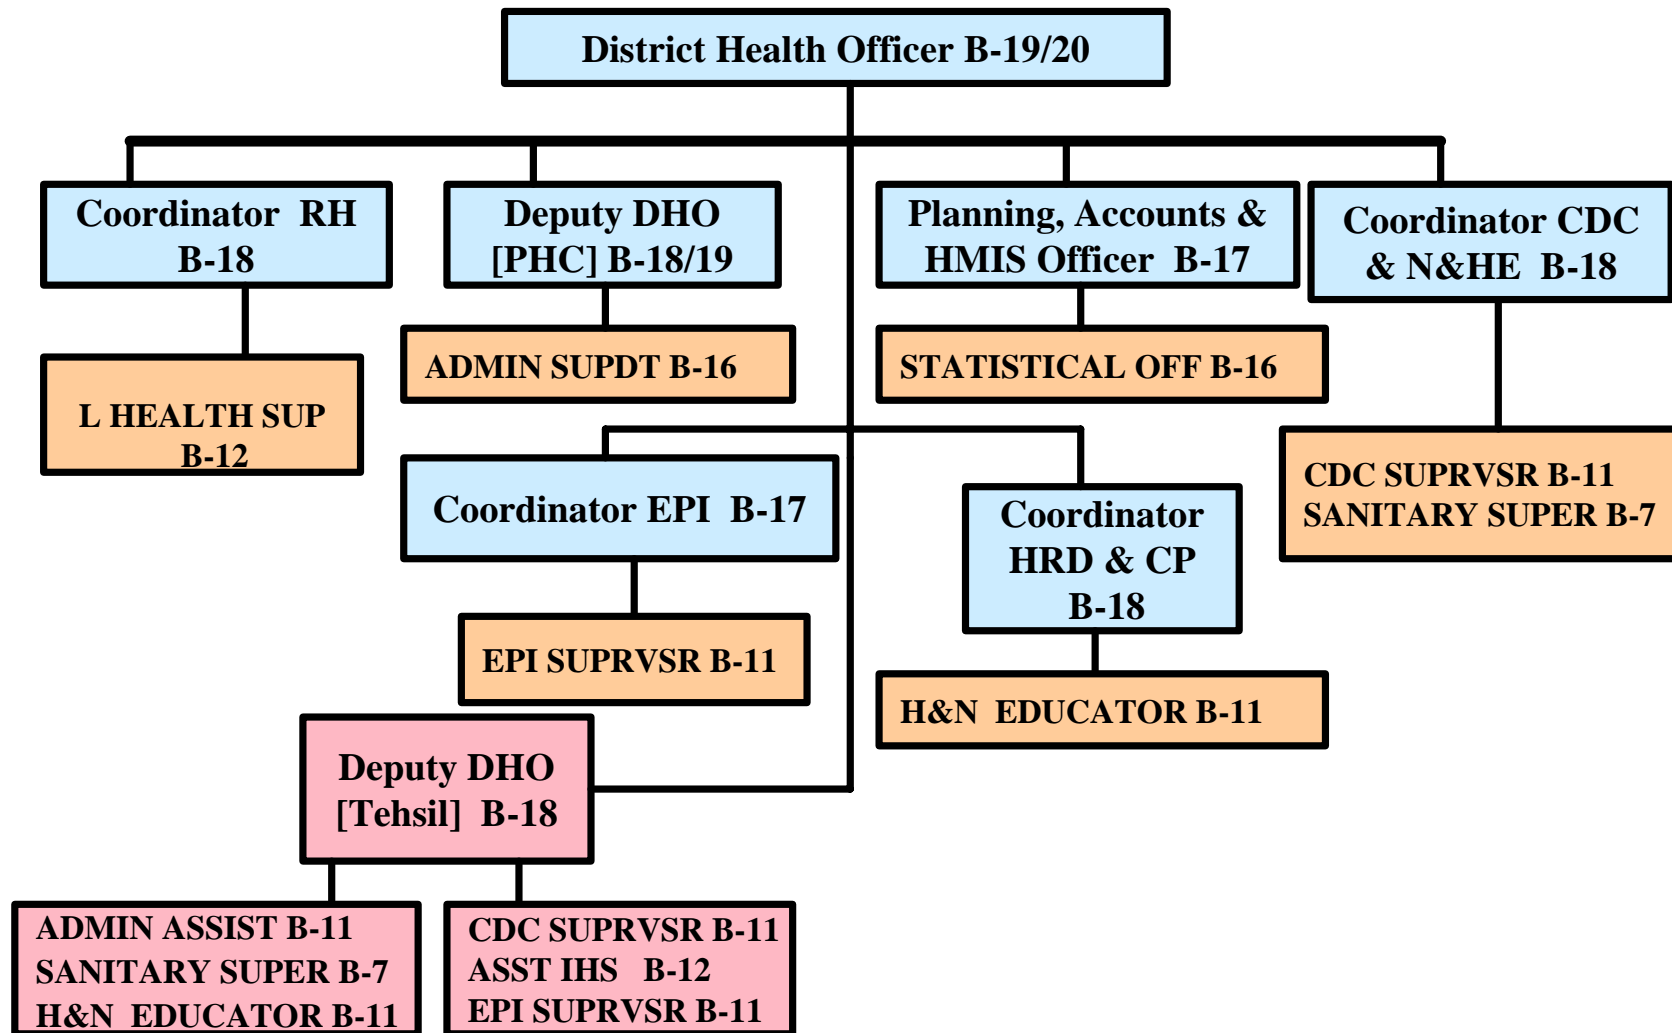 District Health Officer B-19/20
Coordinator RH
B-18
Deputy DHO
[PHC] B-18/19
Planning, Accounts &
HMIS Officer B-17
Coordinator CDC
& N&HE B-18
L HEALTH SUP
B-12
ADMIN SUPDT B-16
STATISTICAL OFF B-16
CDC SUPRVSR B-11
SANITARY SUPER B-7
Coordinator EPI B-17
Coordinator
HRD & CP
B-18
EPI SUPRVSR B-11
H&N EDUCATOR B-11
Deputy DHO
[Tehsil] B-18
ADMIN ASSIST B-11
SANITARY SUPER B-7
H&N EDUCATOR B-11
CDC SUPRVSR B-11
ASST IHS B-12
EPI SUPRVSR B-11